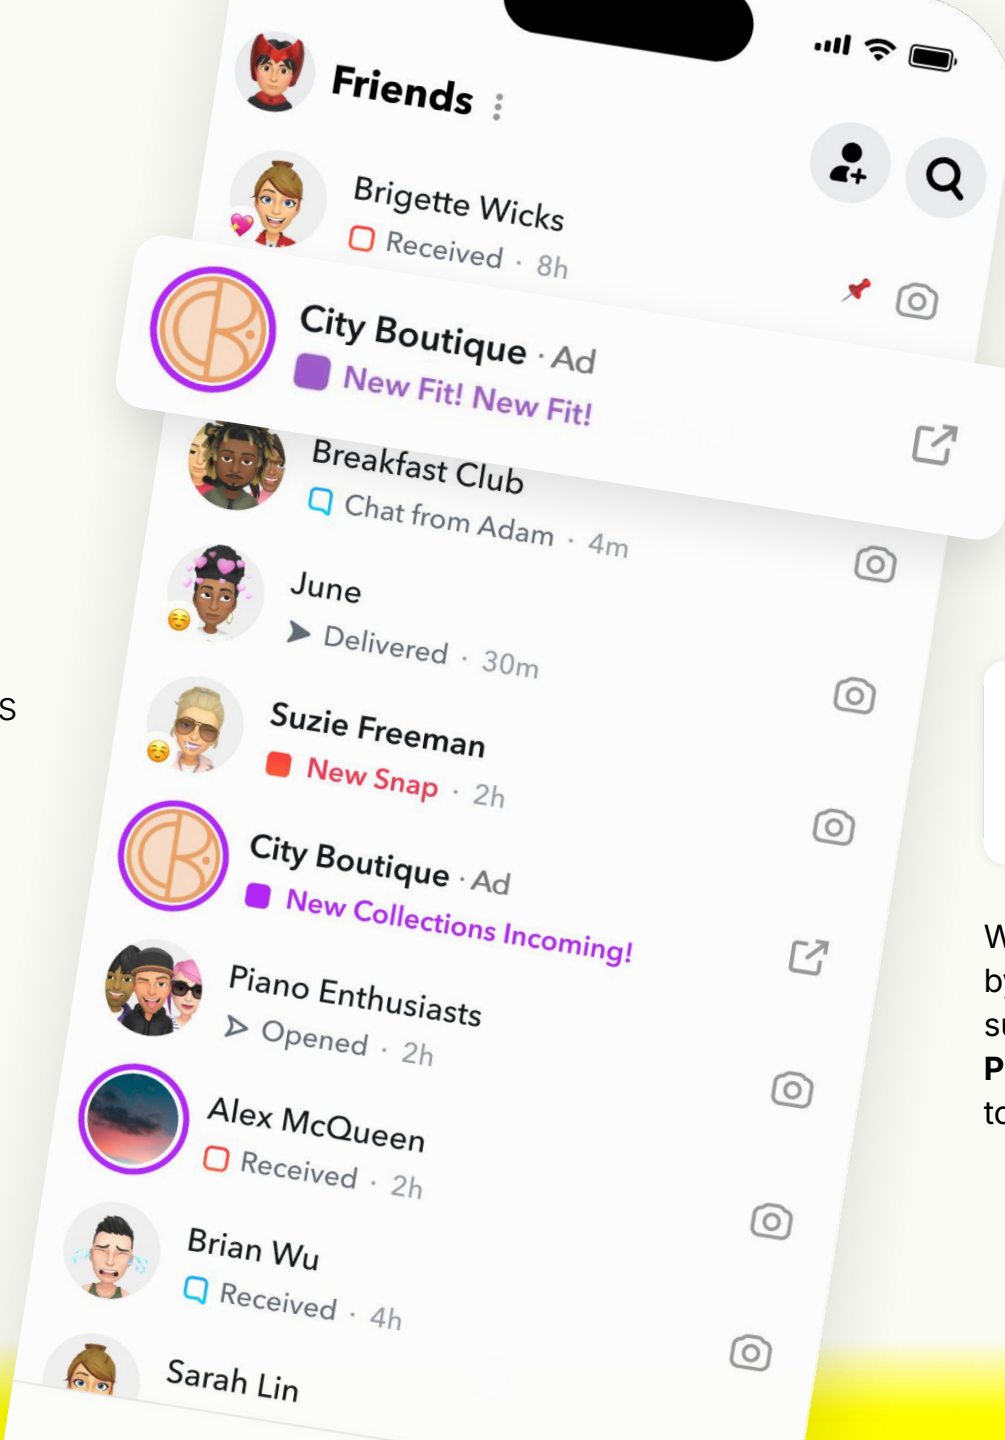 Friends
Brigette Wicks
Received · 8h
City Boutique · Ad
New Fit! New Fit!
Breakfast Club
Chat from Adam · 4m
June
Delivered · 30m
Suzie Freeman
New Snap · 2h
City Boutique · Ad
New Collections Incoming!
Piano Enthusiasts
Opened · 2h
Alex McQueen
Received · 2h
Brian Wu
Received · 4h
Sarah Lin